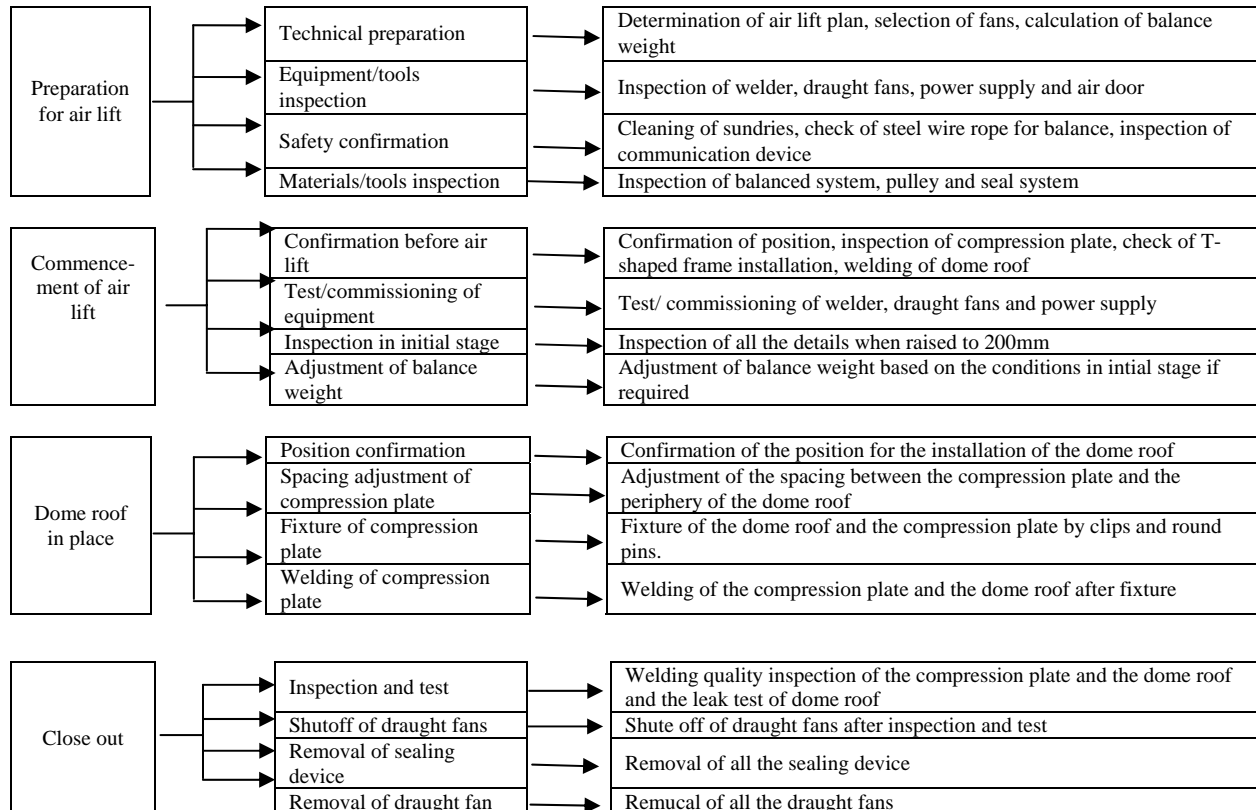 Preparation
for air lift
Technical preparation
Determination of air lift plan, selection of fans, calculation of balance
weight
Equipment/tools
inspection
Inspection of welder, draught fans, power supply and air door
Safety confirmation
Cleaning of sundries, check of steel wire rope for balance, inspection of
communication device
Materials/tools inspection
Inspection of balanced system, pulley and seal system
Commence-
ment of air
lift
Confirmation before air
lift
Confirmation of position, inspection of compression plate, check of T-
shaped frame installation, welding of dome roof
Test/commissioning of
equipment
Test/ commissioning of welder, draught fans and power supply
Inspection in initial stage
Inspection of all the details when raised to 200mm
Adjustment of balance
weight
Adjustment of balance weight based on the conditions in intial stage if
required
Dome roof
in place
Position confirmation
Confirmation of the position for the installation of the dome roof
Spacing adjustment of
compression plate
Adjustment of the spacing between the compression plate and the
periphery of the dome roof
Fixture of compression
plate
Fixture of the dome roof and the compression plate by clips and round
pins.
Welding of compression
plate
Welding of the compression plate and the dome roof after fixture
Close out
Inspection and test
Welding quality inspection of the compression plate and the dome roof
and the leak test of dome roof
Shutoff of draught fans
Shute off of draught fans after inspection and test
Removal of sealing
device
Removal of all the sealing device
Removal of draught fan
Remucal of all the draught fans